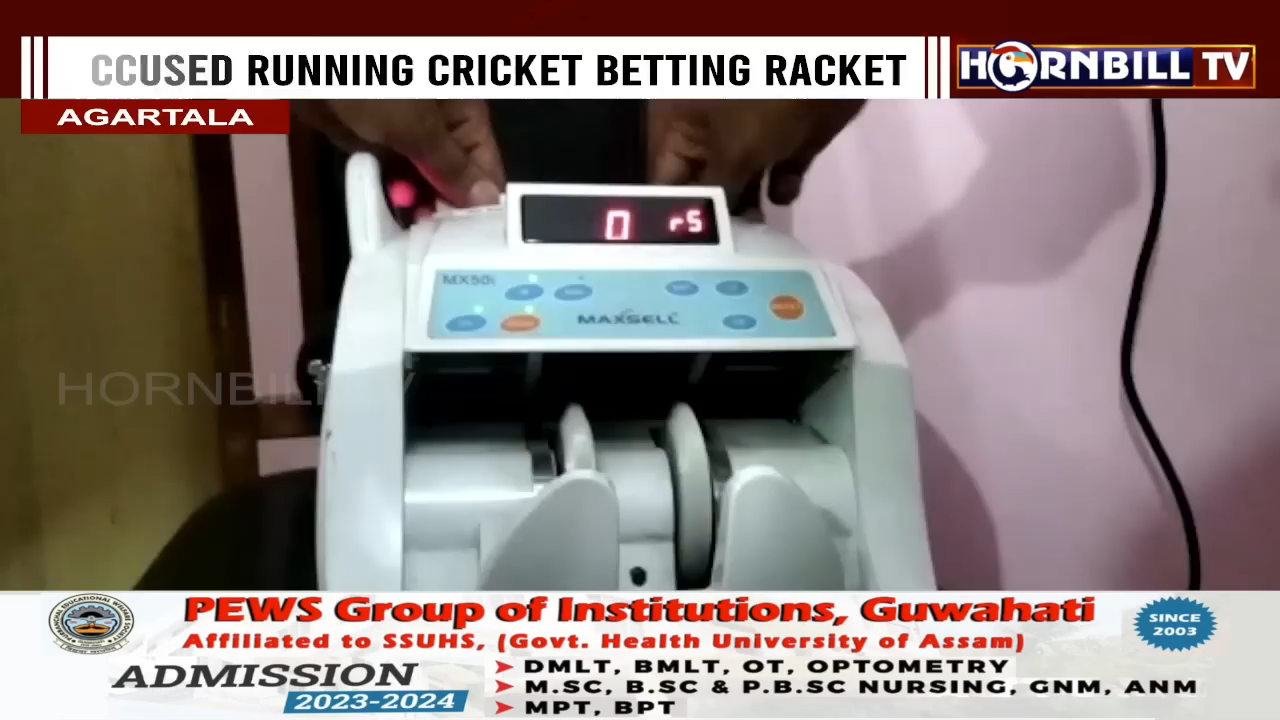 CCUSED RUNNING CRICKET BETTING RACKET
HORNBILL TV
AGARTALA
0 rS
MX50i
MAXSELL
HORNBILL TV
PEWS Group of Institutions, Guwahati
Affiliated to SSUHS, (Govt. Health University of Assam)
SINCE
2003
ADMISSION
2023-2024
DMLT, BMLT, OT, OPTOMETRY
M.SC, B.SC & P.B.SC NURSING, GNM, ANM
MPT, BPT